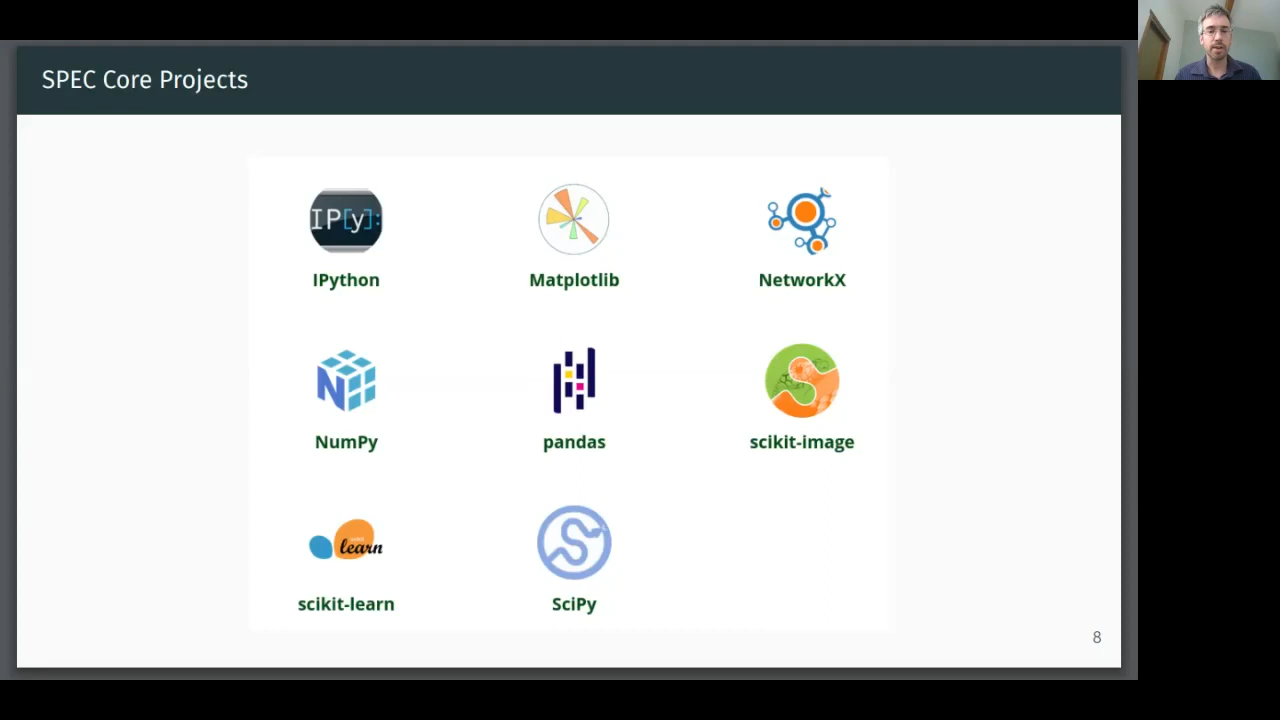 SPEC Core Projects
IP[y]:
IPython
Matplotlib
NetworkX
N
NumPy
pandas
scikit-image
learn
scikit-learn
S
SciPy
8